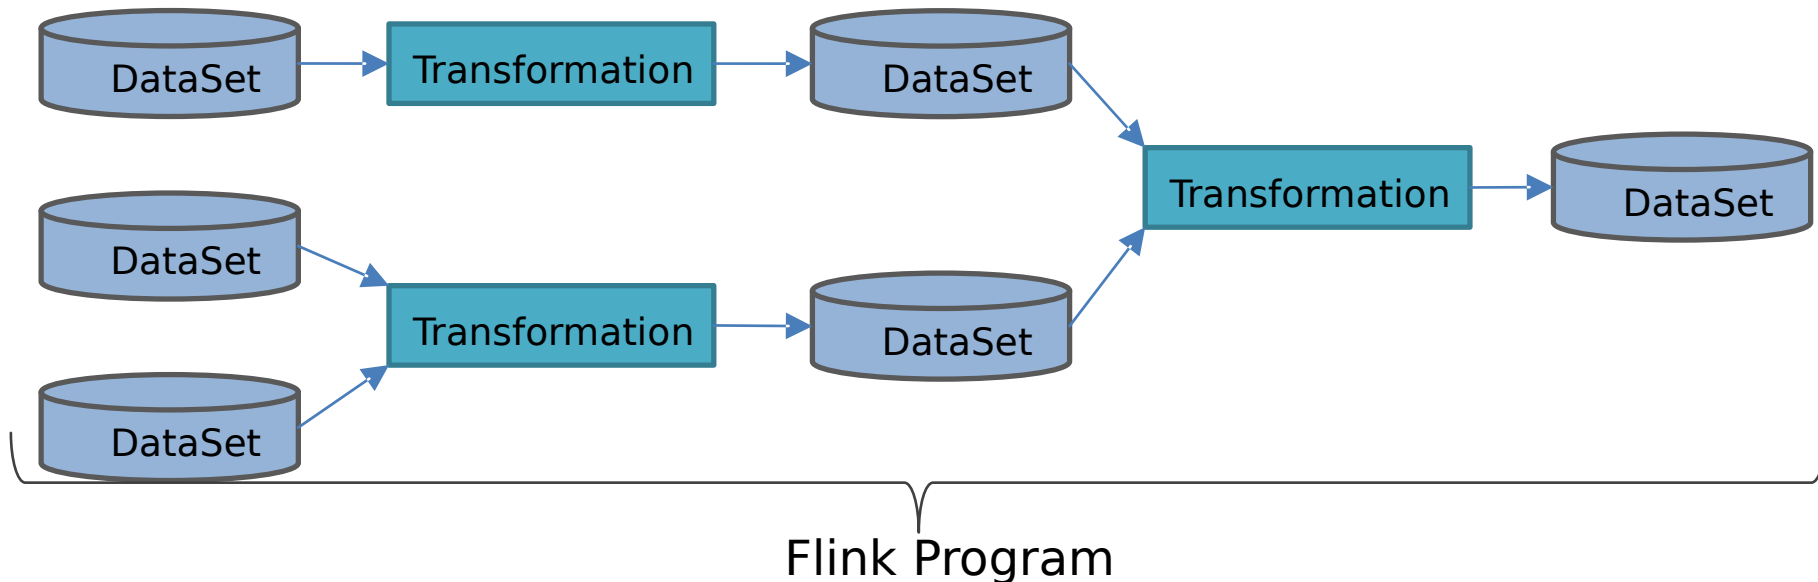 DataSet
Transformation
DataSet
Transformation
DataSet
DataSet
Transformation
DataSet
DataSet
Flink Program